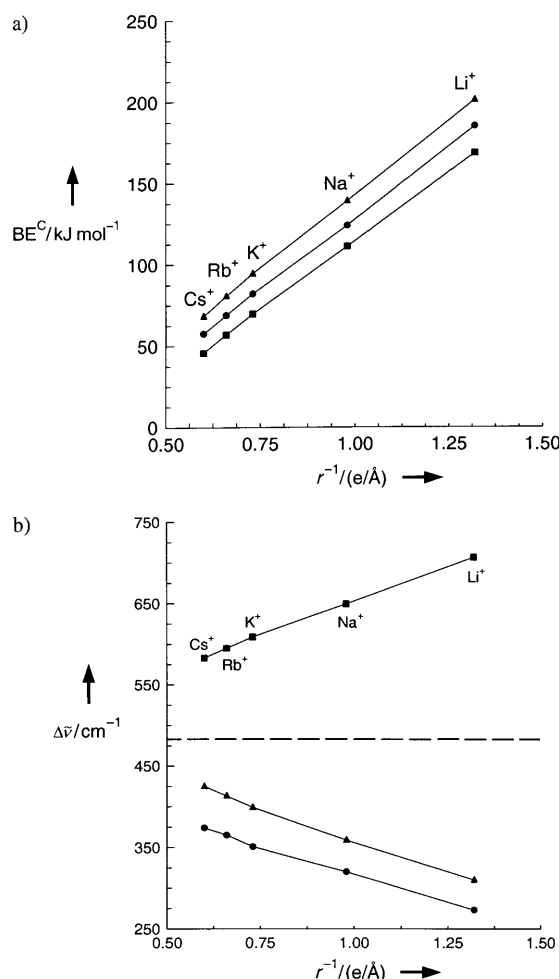 a)
250
200
150
100
50
0
BE^C/kJ mol⁻¹
Cs⁺
Rb⁺
K⁺
Na⁺
Li⁺
0.50 0.75 1.00 1.25 1.50
r⁻¹/(e/Å)
b)
750
650
550
450
350
250
Δν̃/cm⁻¹
Cs⁺
Rb⁺
K⁺
Na⁺
Li⁺
0.50 0.75 1.00 1.25 1.50
r⁻¹/(e/Å)